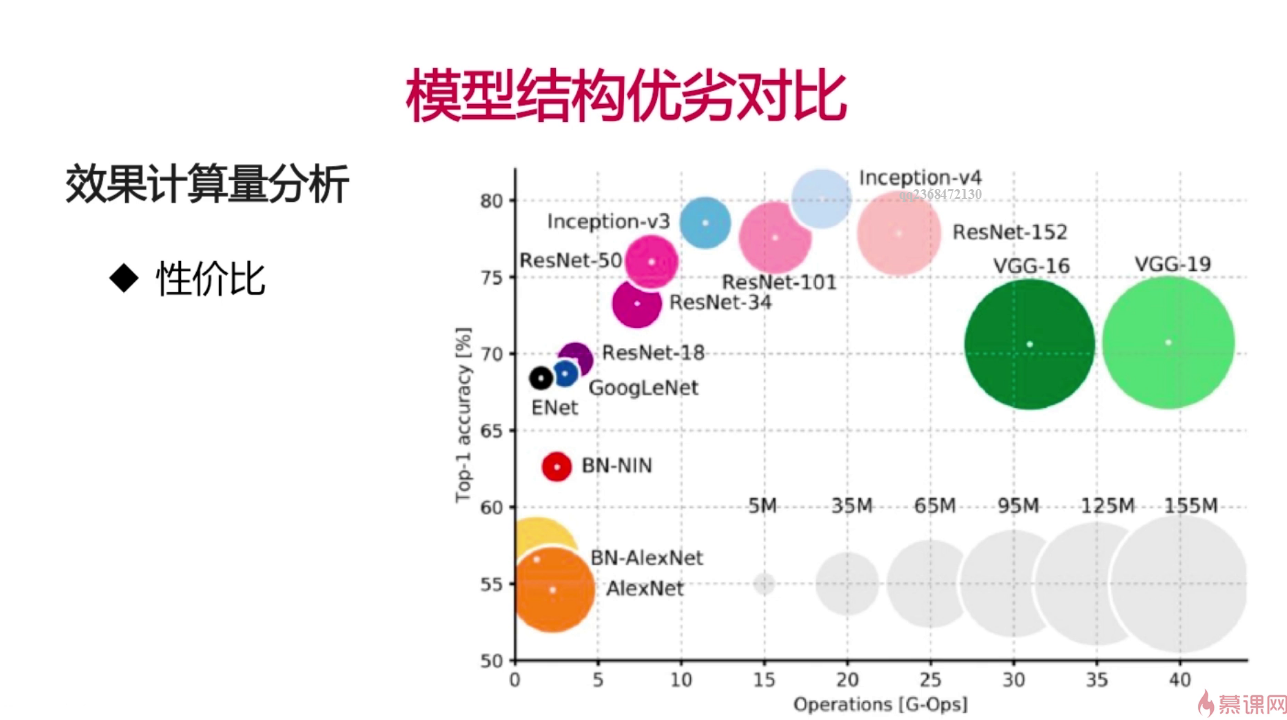 模型结构优劣对比
效果计算量分析
◆ 性价比
80
75
70
65
60
55
50
Top-1 accuracy [%]
Inception-v4
qq2368472130
Inception-v3
ResNet-152
ResNet-50
VGG-16
VGG-19
ResNet-101
ResNet-34
ResNet-18
GoogLeNet
ENet
BN-NIN
5M 35M 65M 95M 125M 155M
BN-AlexNet
AlexNet
0 5 10 15 20 25 30 35 40
Operations [G-Ops]
慕课网